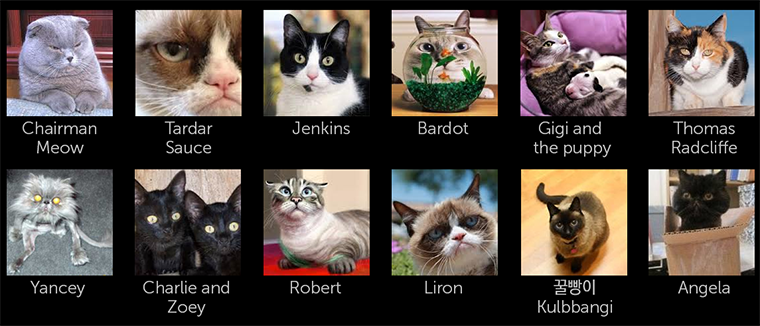 Chairman
Meow
Tardar
Sauce
Jenkins
Bardot
Gigi and
the puppy
Thomas
Radcliffe
Yancey
Charlie and
Zoey
Robert
Liron
꿀빵이
Kulbbangi
Angela